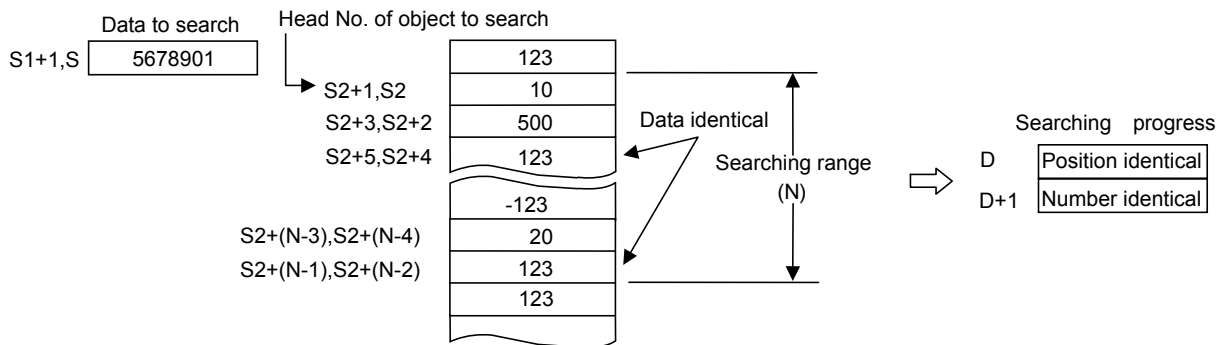 Data to search
Head No. of object to search
S1+1,S
5678901
123
S2+1,S2
10
S2+3,S2+2
500
S2+5,S2+4
123
Data identical
Searching range
(N)
Searching progress
D
Position identical
D+1
Number identical
-123
S2+(N-3),S2+(N-4)
20
S2+(N-1),S2+(N-2)
123
123